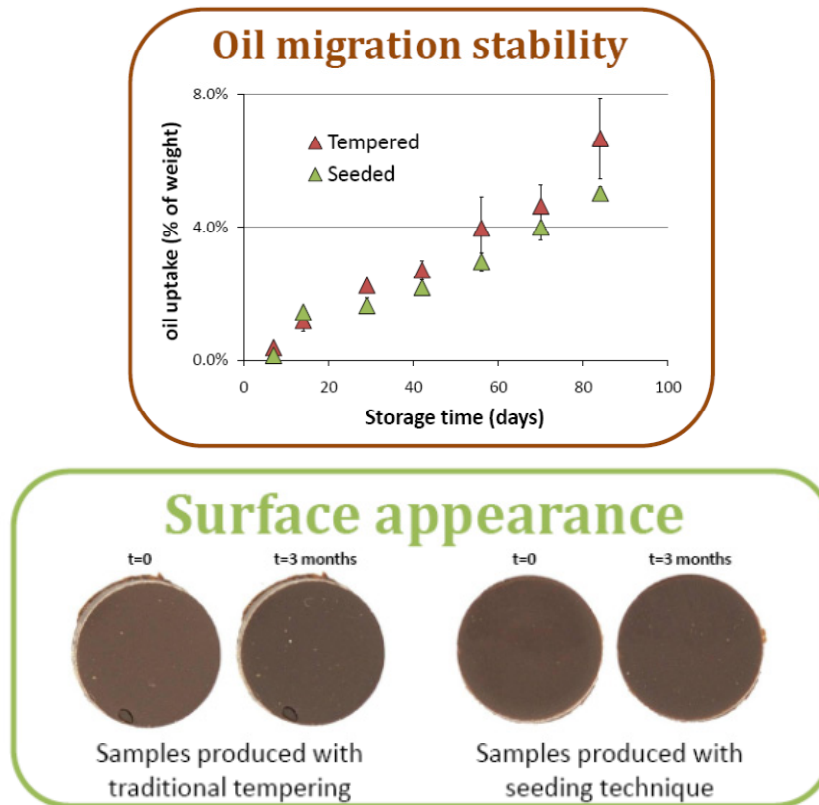 Oil migration stability
8.0%
Tempered
Seeded
4.0%
0.0%
oil uptake (% of weight)
0 20 40 60 80 100
Storage time (days)
Surface appearance
t=0 t=3 months t=0 t=3 months
Samples produced with
traditional tempering
Samples produced with
seeding technique